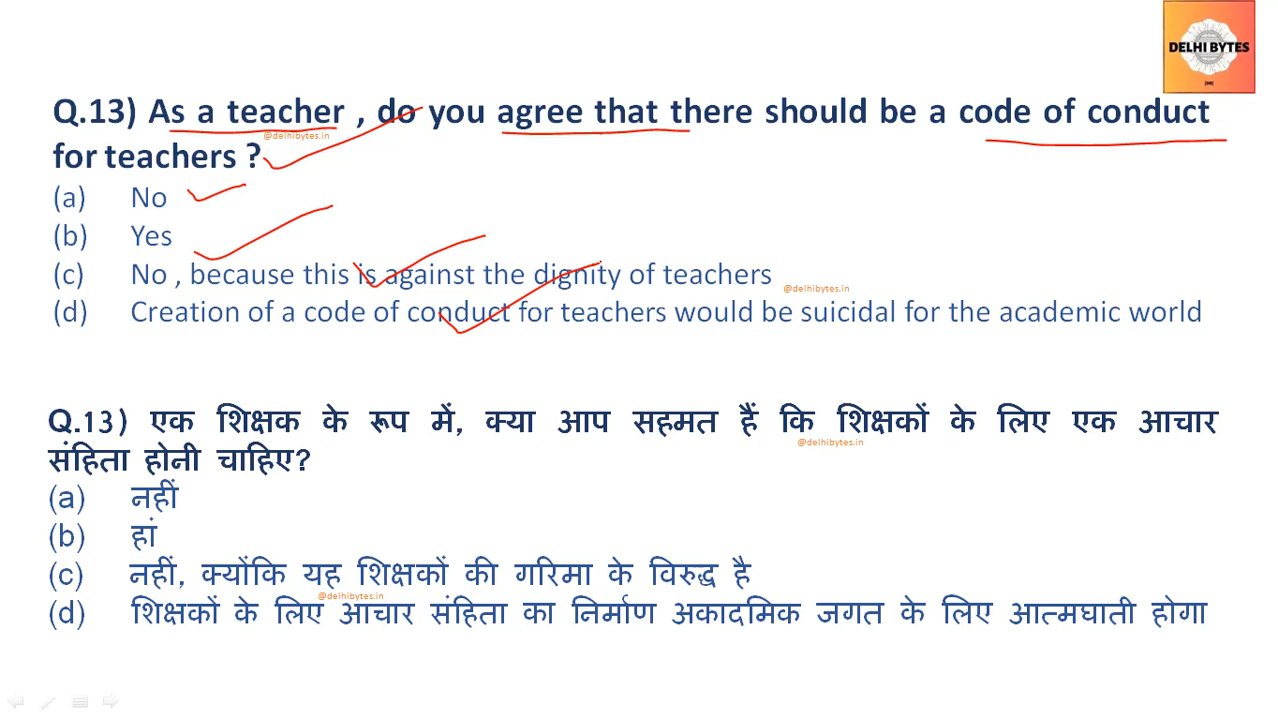 DELHI BYTES
Q.13) As a teacher , do you agree that there should be a code of conduct
@delhibytes.in
for teachers ?
(a) No
(b) Yes
(c) No , because this is against the dignity of teachers
@delhibytes.in
(d) Creation of a code of conduct for teachers would be suicidal for the academic world
Q.13) एक शिक्षक के रूप में, क्या आप सहमत हैं कि शिक्षकों के लिए एक आचार
@delhibytes.in
संहिता होनी चाहिए?
(a) नहीं
(b) हां
(c) नहीं, क्योंकि यह शिक्षकों की गरिमा के विरुद्ध है
@delhibytes.in
(d) शिक्षकों के लिए आचार संहिता का निर्माण अकादमिक जगत के लिए आत्मघाती होगा